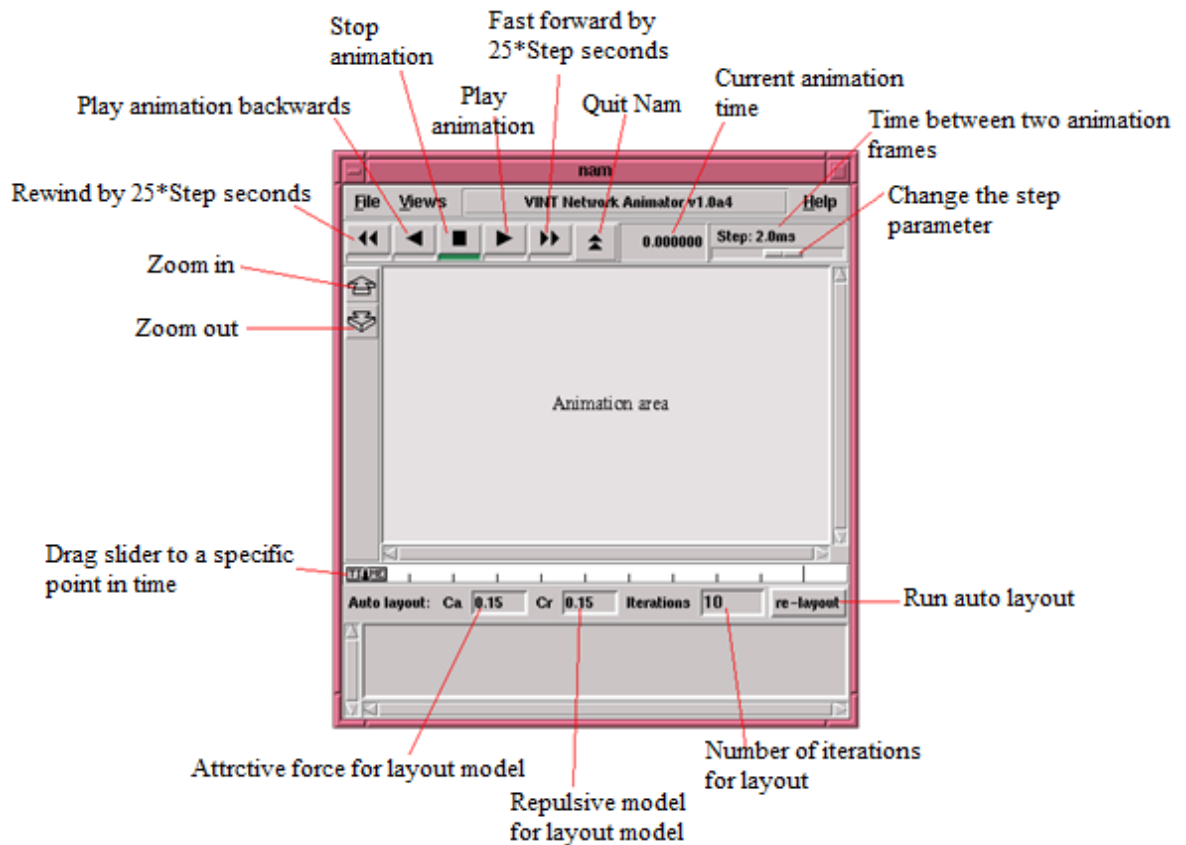 Stop
animation
Fast forward by
25*Step seconds
Current animation
time
Play animation backwards
Play
animation
Quit Nam
Time between two animation
frames
Rewind by 25*Step seconds
Change the step
parameter
nam
File Views VINT Network Animator v1.0a4 Help
0.000000 Step: 2.0ms
Zoom in
Zoom out
Animation area
Drag slider to a specific
point in time
TIME
Auto layout: Ca 0.15 Cr 0.15 Iterations 10 re-layout
Run auto layout
Attrctive force for layout model
Repulsive model
for layout model
Number of iterations
for layout